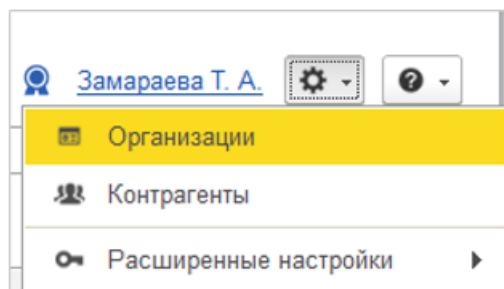 Замараева Т. А.
Организации
Контрагенты
Расширенные настройки